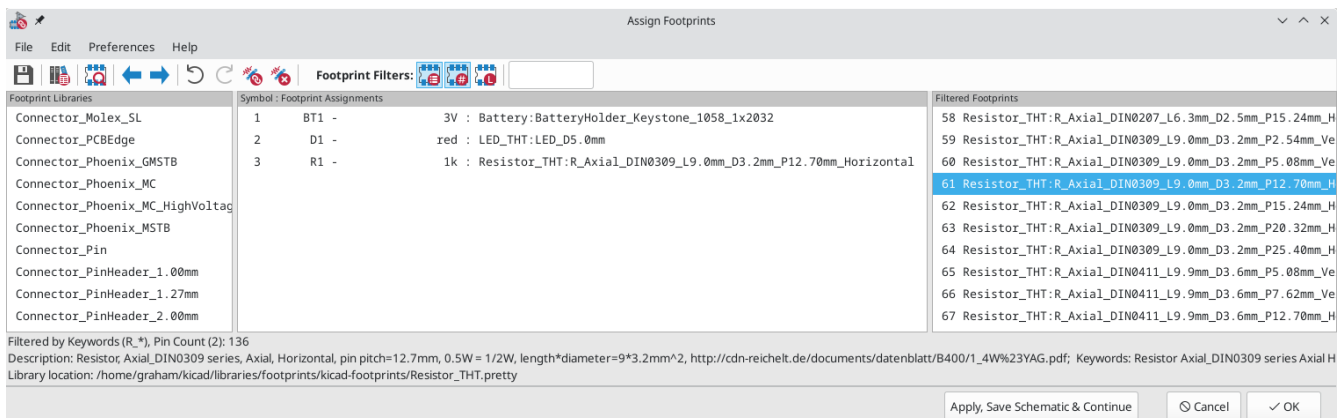 Assign Footprints
File Edit Preferences Help
Footprint Filters:
Footprint Libraries
Connector_Molex_SL
Connector_PCBEdge
Connector_Phoenix_GMSTB
Connector_Phoenix_MC
Connector_Phoenix_MC_HighVoltag
Connector_Phoenix_MSTB
Connector_Pin
Connector_PinHeader_1.00mm
Connector_PinHeader_1.27mm
Connector_PinHeader_2.00mm
Symbol : Footprint Assignments
1 BT1 - 3V : Battery:BatteryHolder_Keystone_1058_1x2032
2 D1 - red : LED_THT:LED_D5.0mm
3 R1 - 1k : Resistor_THT:R_Axial_DIN0309_L9.0mm_D3.2mm_P12.70mm_Horizontal
Filtered Footprints
58 Resistor_THT:R_Axial_DIN0207_L6.3mm_D2.5mm_P15.24mm_H
59 Resistor_THT:R_Axial_DIN0309_L9.0mm_D3.2mm_P2.54mm_Ve
60 Resistor_THT:R_Axial_DIN0309_L9.0mm_D3.2mm_P5.08mm_Ve
61 Resistor_THT:R_Axial_DIN0309_L9.0mm_D3.2mm_P12.70mm_H
62 Resistor_THT:R_Axial_DIN0309_L9.0mm_D3.2mm_P15.24mm_H
63 Resistor_THT:R_Axial_DIN0309_L9.0mm_D3.2mm_P20.32mm_H
64 Resistor_THT:R_Axial_DIN0309_L9.0mm_D3.2mm_P25.40mm_H
65 Resistor_THT:R_Axial_DIN0411_L9.9mm_D3.6mm_P5.08mm_Ve
66 Resistor_THT:R_Axial_DIN0411_L9.9mm_D3.6mm_P7.62mm_Ve
67 Resistor_THT:R_Axial_DIN0411_L9.9mm_D3.6mm_P12.70mm_H
Filtered by Keywords (R_*), Pin Count (2): 136
Description: Resistor, Axial_DIN0309 series, Axial, Horizontal, pin pitch=12.7mm, 0.5W = 1/2W, length*diameter=9*3.2mm^2, http://cdn-reichelt.de/documents/datenblatt/B400/1_4W%23YAG.pdf; Keywords: Resistor Axial_DIN0309 series Axial H
Library location: /home/graham/kicad/libraries/footprints/kicad-footprints/Resistor_THT.pretty
Apply, Save Schematic & Continue Cancel OK